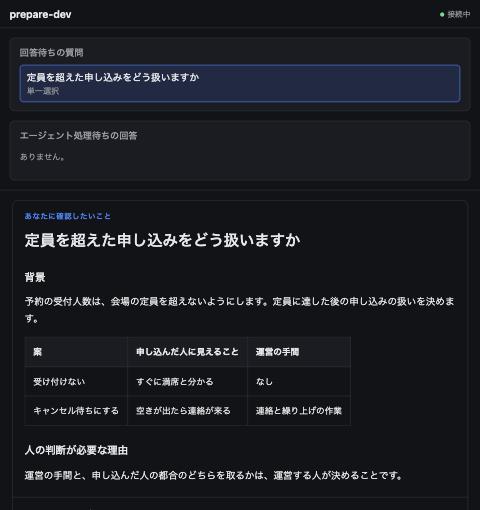 prepare-dev
接続中
回答待ちの質問
定員を超えた申し込みをどう扱いますか
単一選択
エージェント処理待ちの回答
ありません。
あなたに確認したいこと
定員を超えた申し込みをどう扱いますか
背景
予約の受付人数は、会場の定員を超えないようにします。定員に達した後の申し込みの扱いを決めま
す。
案 申し込んだ人に見えること 運営の手間
受け付けない すぐに満席と分かる なし
キャンセル待ちにする 空きが出たら連絡が来る 連絡と繰り上げの作業
人の判断が必要な理由
運営の手間と、申し込んだ人の都合のどちらを取るかは、運営する人が決めることです。